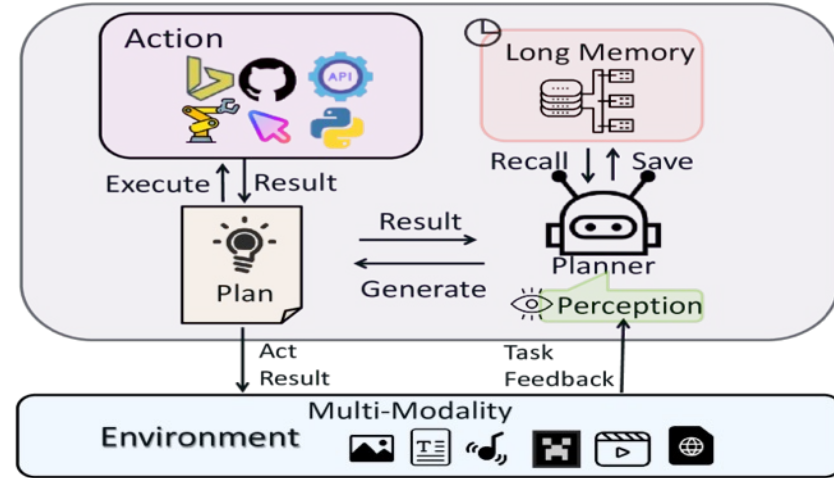 Action
API
Long Memory
Recall
Save
Execute
Result
Result
Planner
Plan
Generate
Perception
Act
Result
Task
Feedback
Multi-Modality
Environment
T